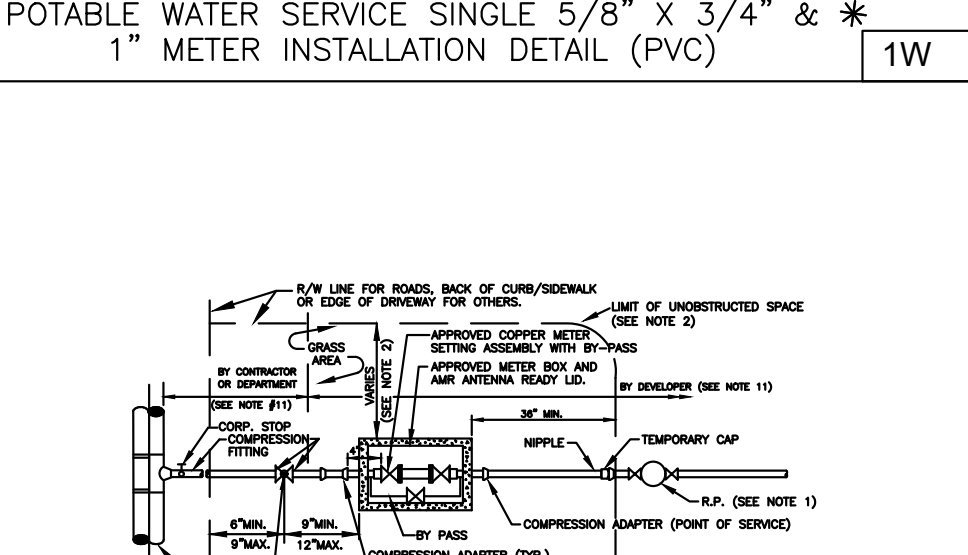 POTABLE WATER SERVICE SINGLE 5/8” X 3/4” & *
1” METER INSTALLATION DETAIL (PVC)
1W
R/W LINE FOR ROADS, BACK OF CURB/SIDEWALK
OR EDGE OF DRIVEWAY FOR OTHERS.
LIMIT OF UNOBSTRUCTED SPACE
(SEE NOTE 2)
GRASS
AREA
VARIES
(SEE NOTE 2)
APPROVED COPPER METER
SETTING ASSEMBLY WITH BY-PASS
APPROVED METER BOX AND
AMR ANTENNA READY LID.
BY CONTRACTOR
OR DEPARTMENT
(SEE NOTE #11)
BY DEVELOPER (SEE NOTE 11)
36" MIN.
CORP. STOP
COMPRESSION
FITTING
4"
NIPPLE
TEMPORARY CAP
R.P. (SEE NOTE 1)
COMPRESSION ADAPTER (POINT OF SERVICE)
6"MIN.
9"MAX.
9"MIN.
12"MAX.
BY PASS
COMPRESSION ADAPTER (TYP.)